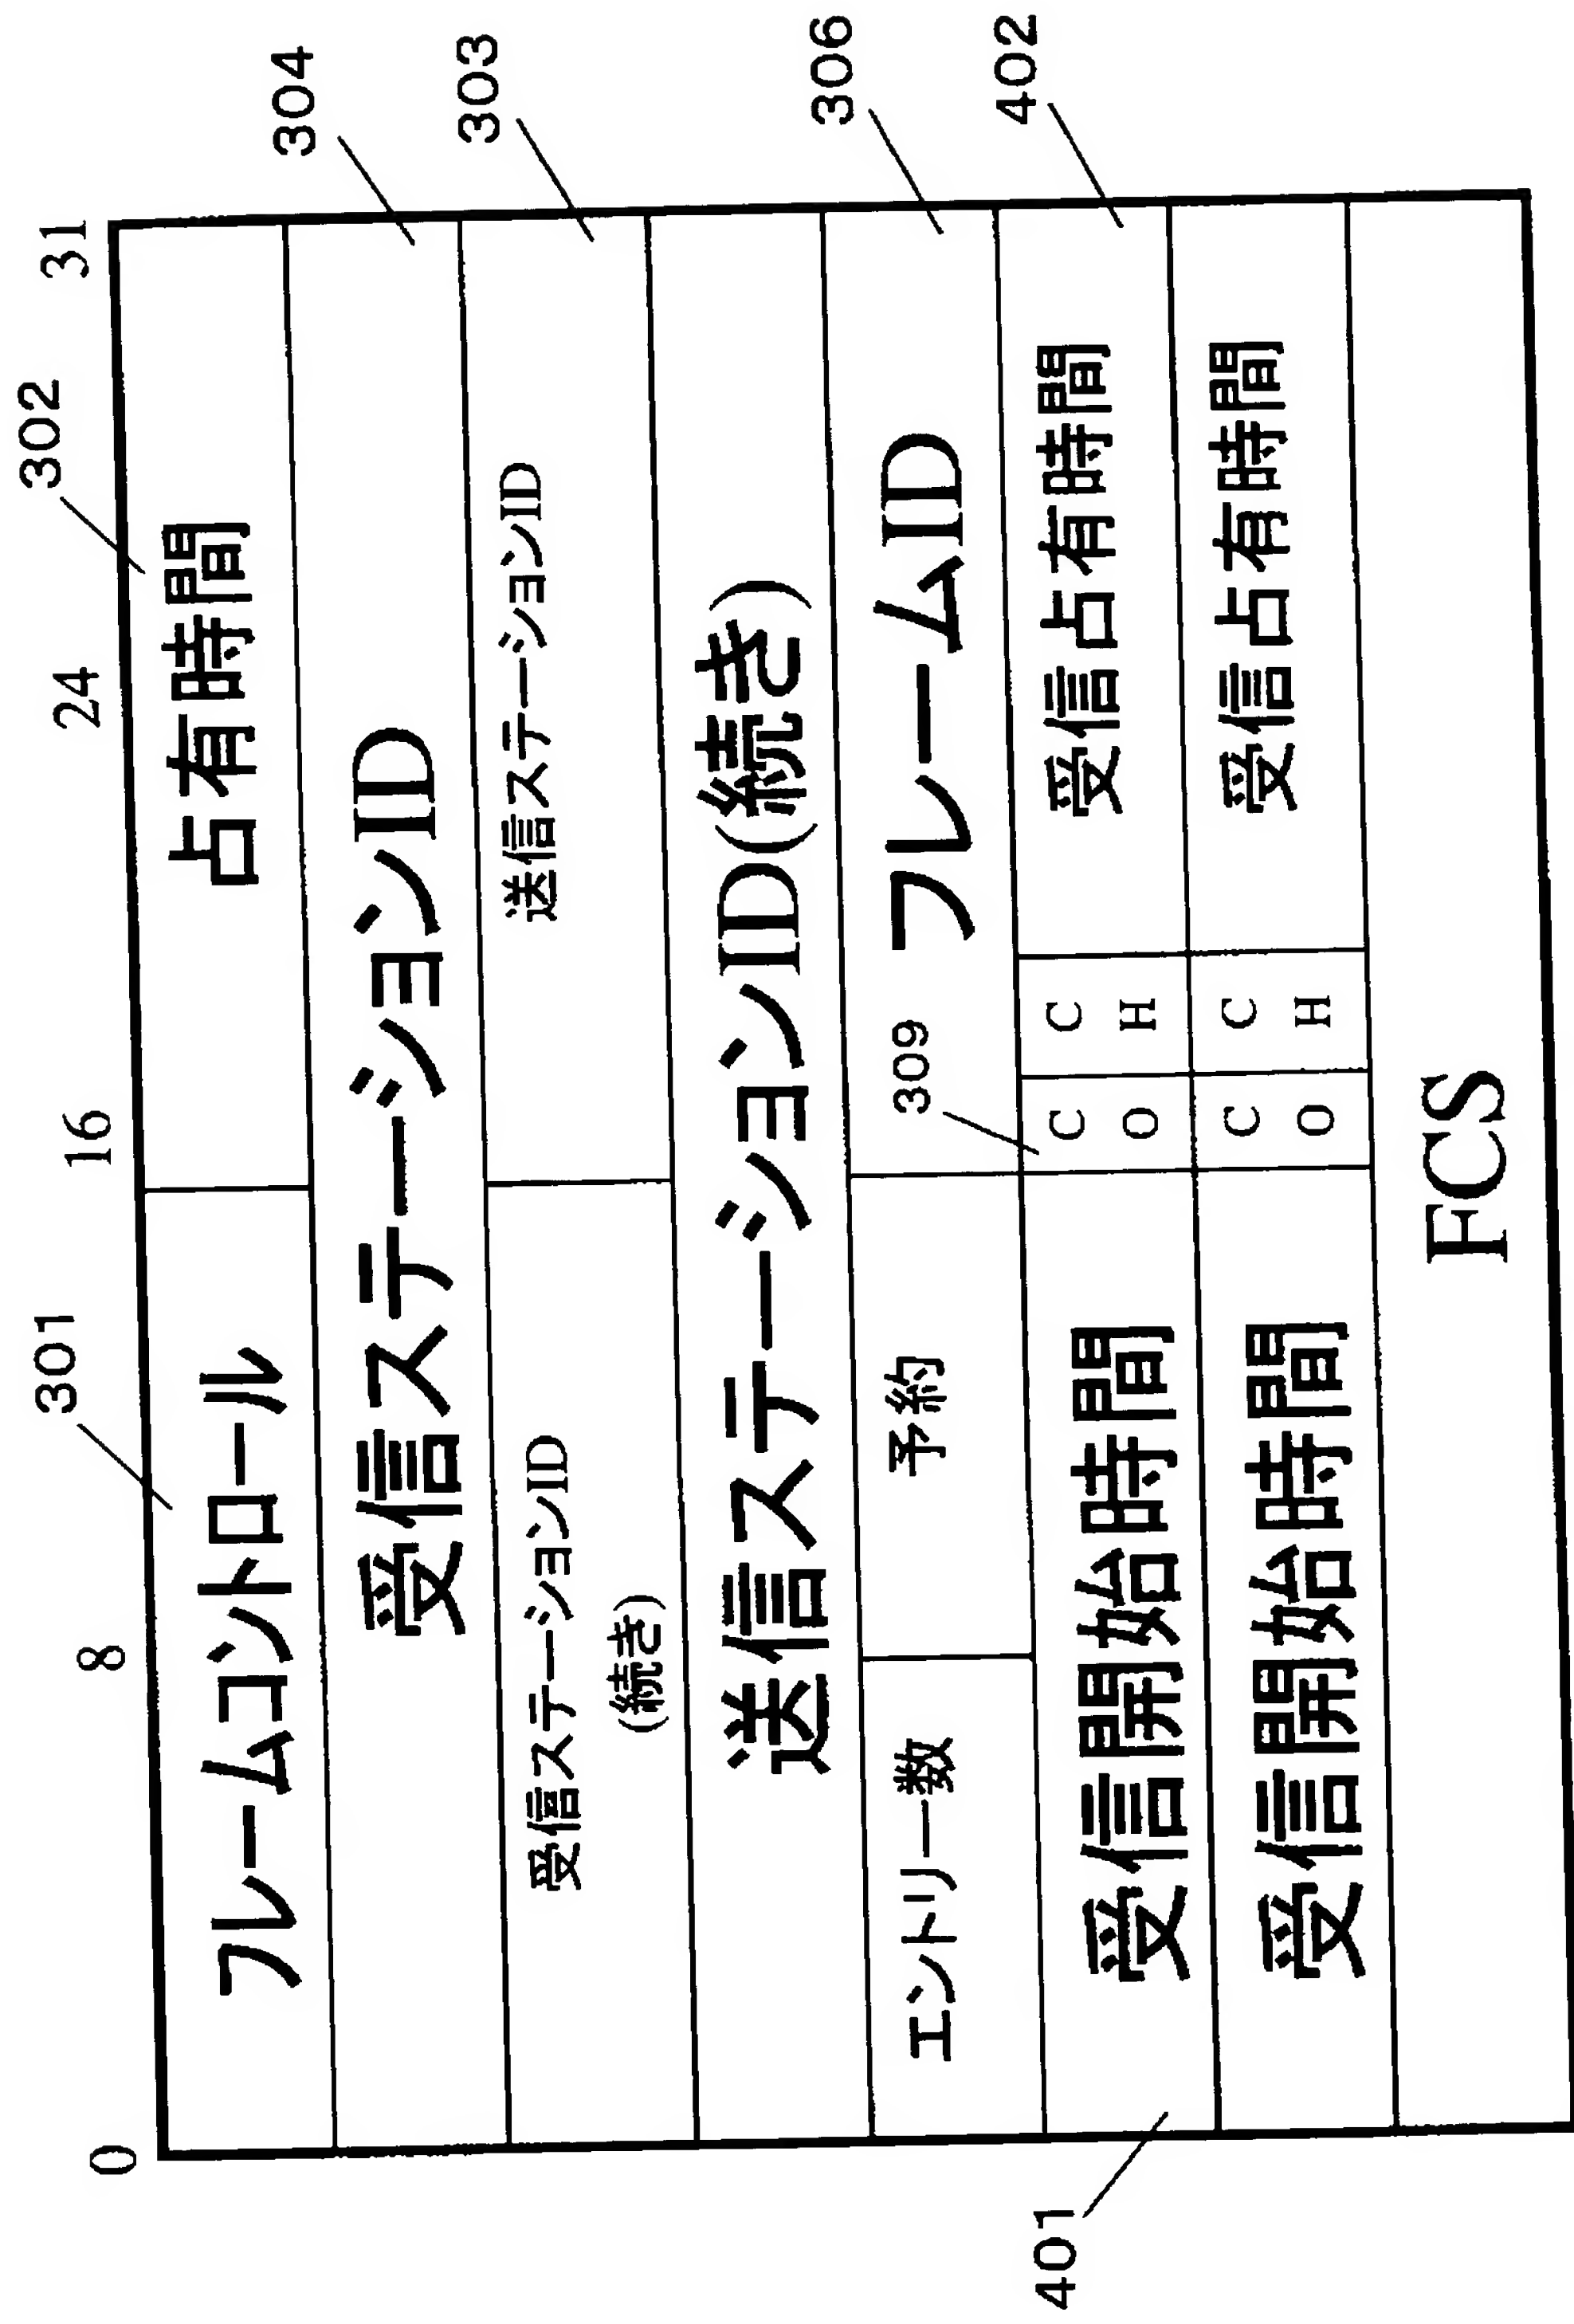 301 302
0 8 16 24 31
フレームコントロール 占有時間
受信ステーションID 304
受信ステーションID 送信ステーションID 303
(続き)
送信ステーションID(続き)
エントリー数 予約 フレームID 306
309
401 受信開始時間 C O C H 受信占有時間 402
受信開始時間 C O C H 受信占有時間
FCS